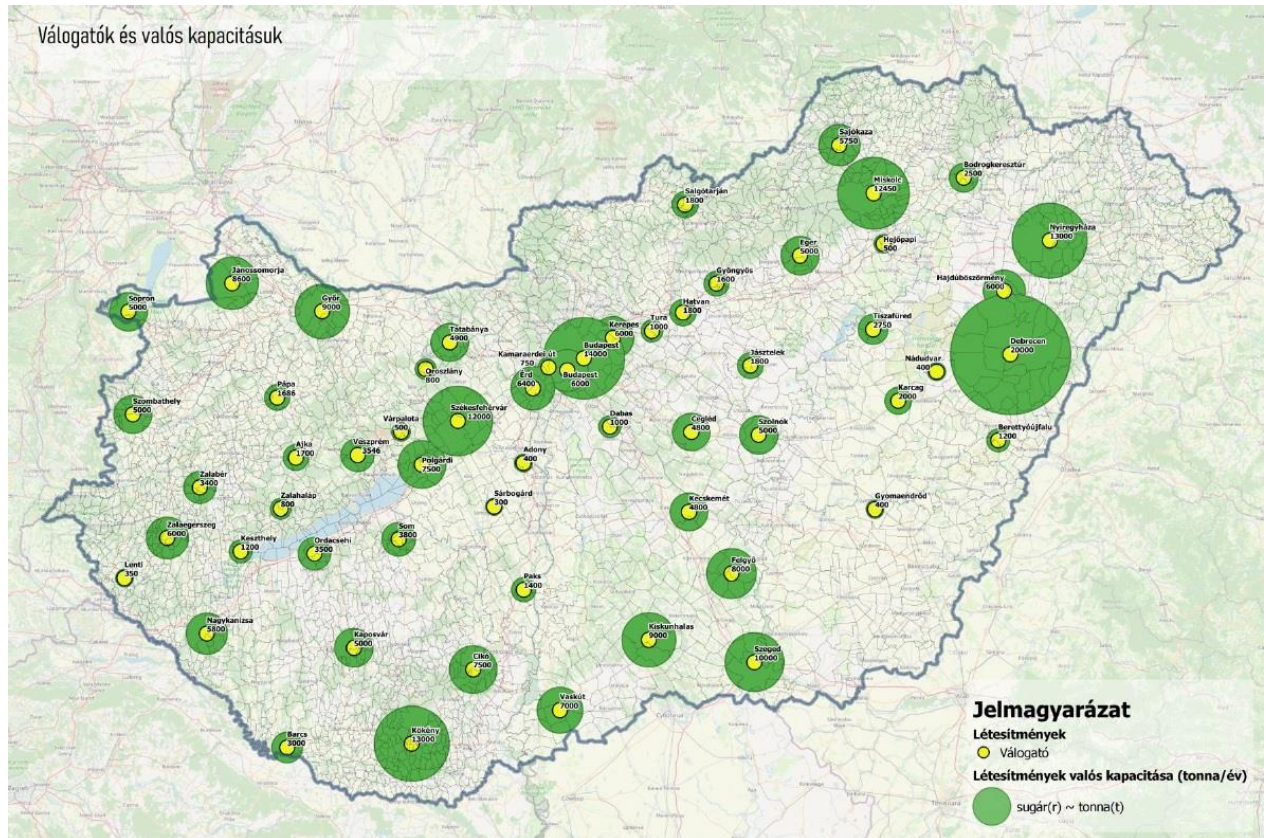 Válogatók és valós kapacitásuk
Sajókaza
5750
Bodrogkeresztúr
2500
Miskolc
12450
Salgótarján
1800
Nyíregyháza
13000
Hejőpapi
500
Eger
5000
Jánossomorja
8600
Gyöngyös
1600
Hajdúböszörmény
6000
Sopron
5000
Győr
9000
Hatvan
1800
Tura
1000
Kerepes
6000
Tiszafüred
2750
Tatabánya
4900
Budapest
14000
Debrecen
20000
Kamaraerdei út
750
Budapest
6000
Jásztelek
1800
Oroszlány
800
Nádudvar
400
Érd
6400
Pápa
1686
Karcag
2000
Szombathely
5000
Székesfehérvár
12000
Várpalota
500
Dabas
1000
Cegléd
4800
Szolnok
5000
Berettyóújfalu
1200
Ajka
1700
Veszprém
3546
Polgárdi
7500
Adony
400
Zalabér
3400
Zalahaláp
800
Sárbogárd
300
Kecskemét
4800
Gyomaendrőd
400
Zalaegerszeg
6000
Keszthely
1200
Ordacsehi
3500
Som
3800
Lenti
350
Paks
1400
Felgyő
8000
Nagykanizsa
5800
Kaposvár
5000
Kiskunhalas
9000
Cikó
7500
Szeged
10000
Vaskút
7000
Barcs
3000
Kökény
13000
Jelmagyarázat
Létesítmények
Válogató
Létesítmények valós kapacitása (tonna/év)
sugár(r) ~ tonna(t)